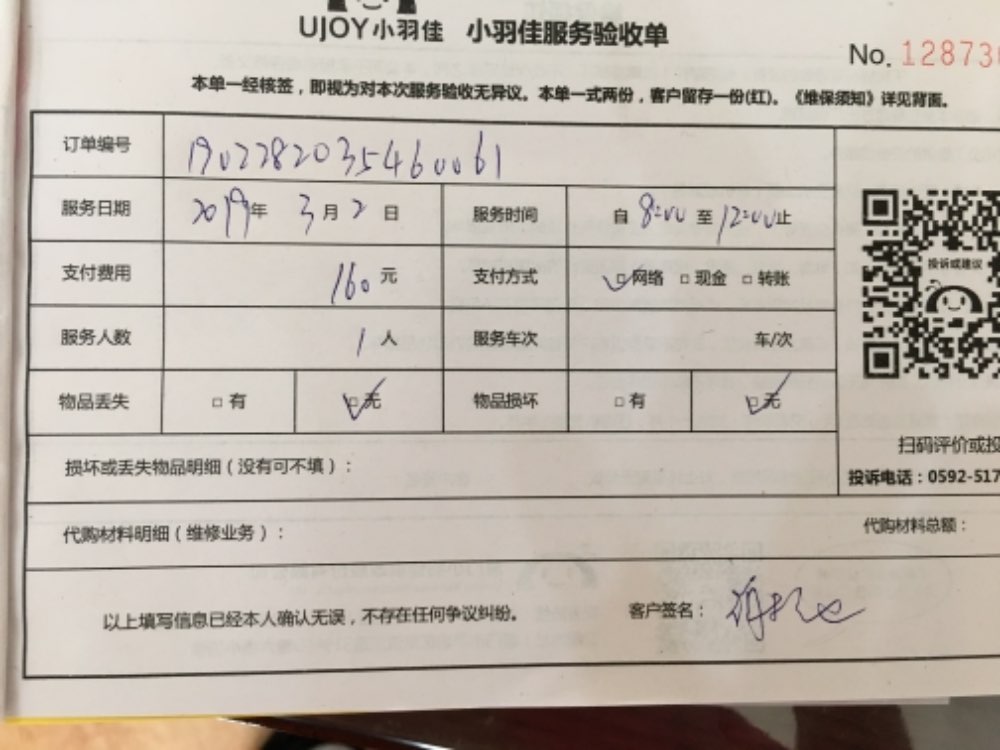 UJOY小羽佳 小羽佳服务验收单
No. 12873
本单一经核签，即视为对本次服务验收无异议。本单一式两份，客户留存一份(红)。《维保须知》详见背面。
订单编号 1902282035460061
服务日期 2019年 3月 2日 服务时间 自 8:00 至 12:00止
支付费用 160元 支付方式 网络 现金 转账
服务人数 1人 服务车次 车/次
物品丢失 有 无 物品损坏 有 无
投诉或建议
扫码评价或投
损坏或丢失物品明细（没有可不填）：
投诉电话：0592-517
代购材料明细（维修业务）：
代购材料总额：
以上填写信息已经本人确认无误，不存在任何争议纠纷。 客户签名：